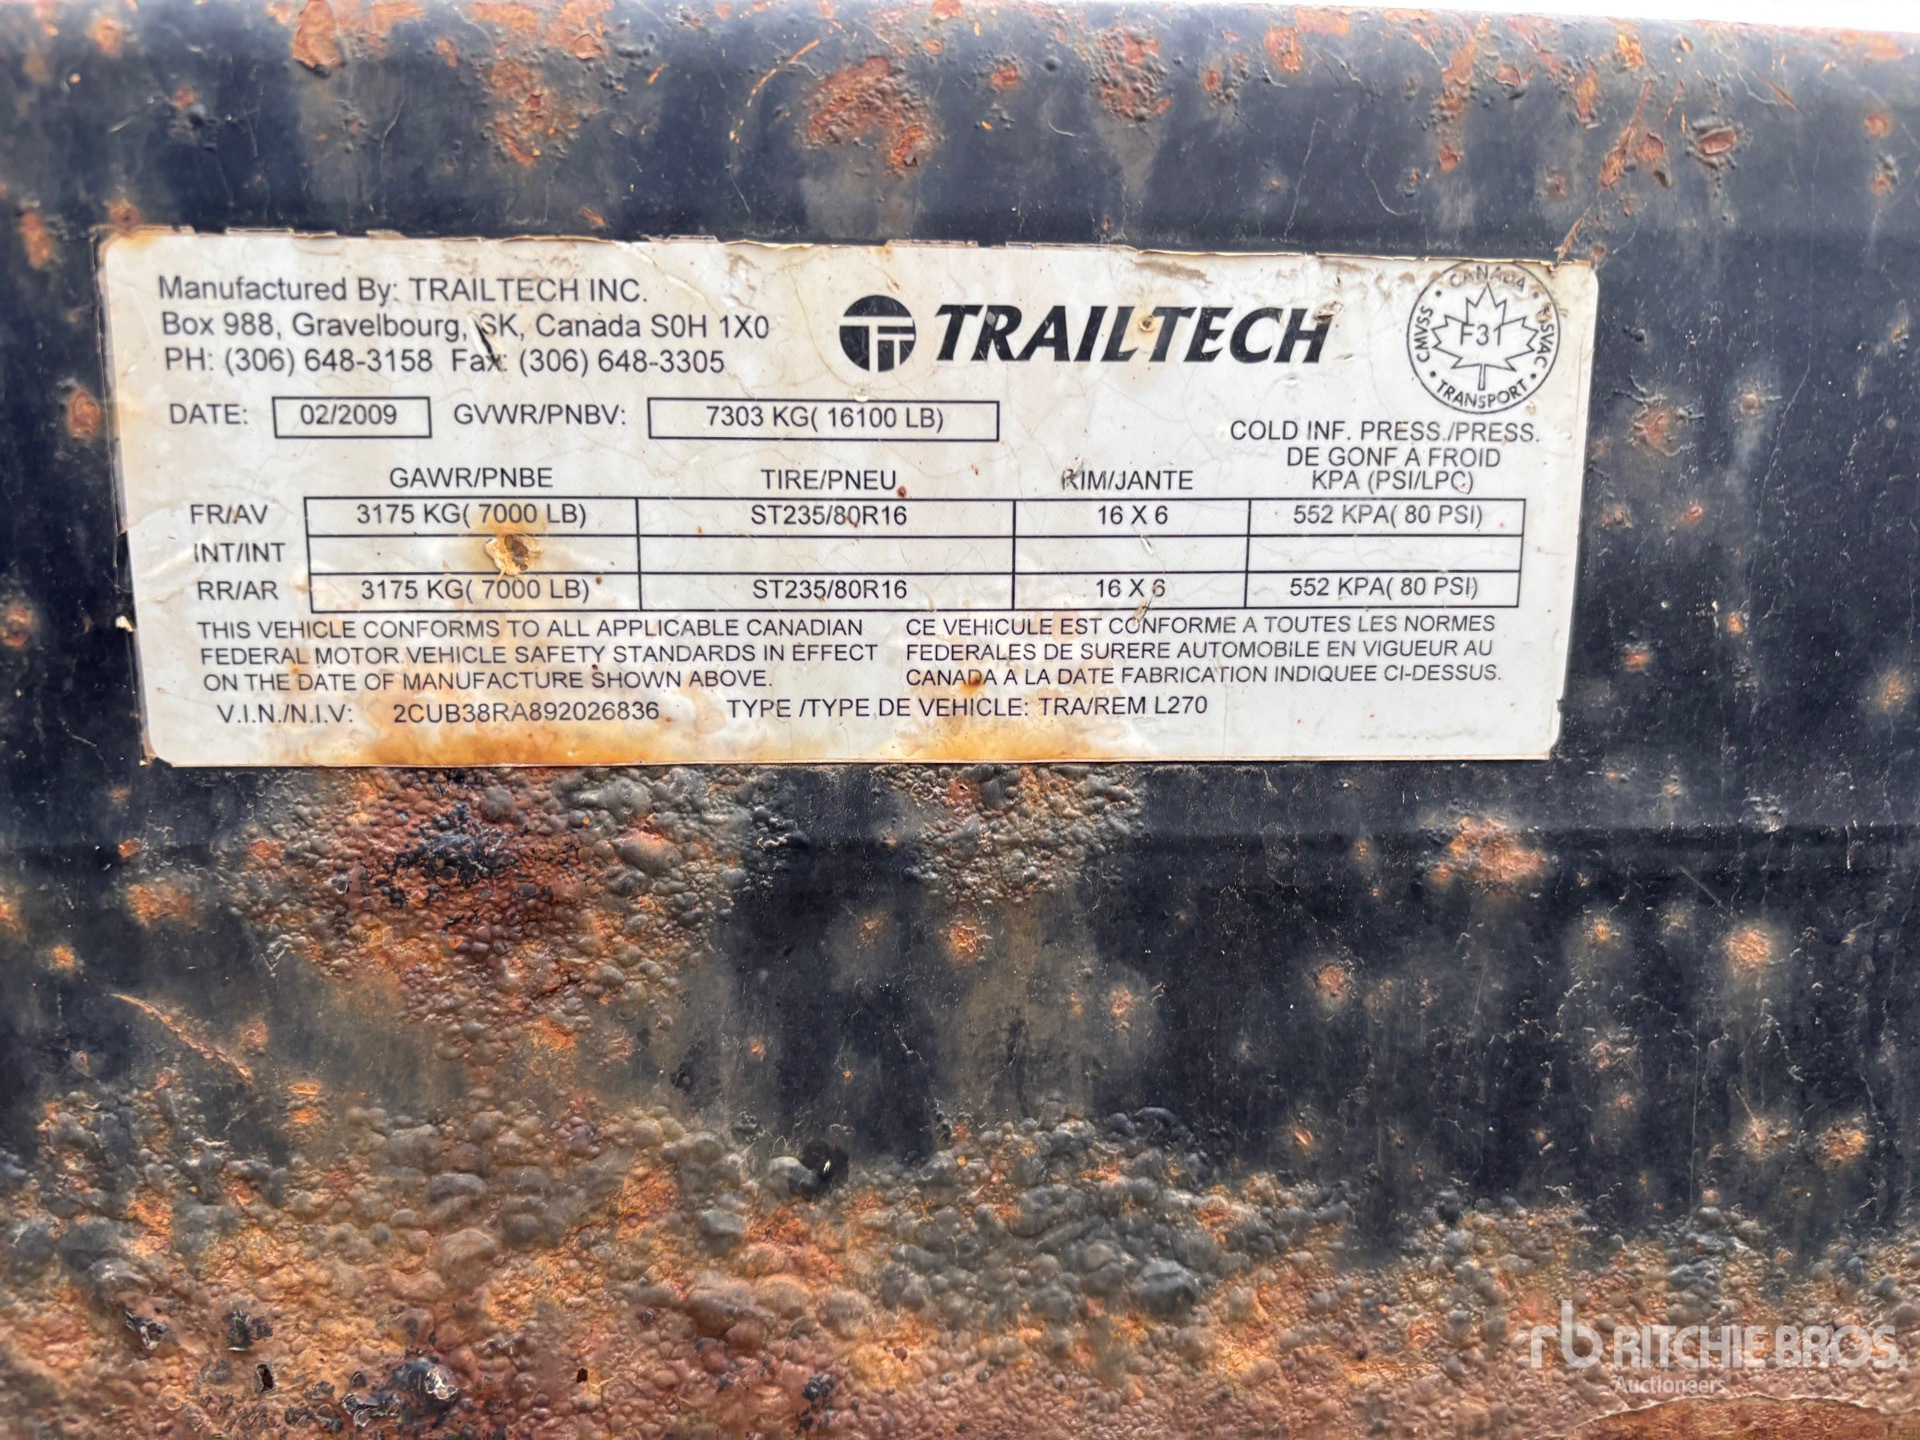 Manufactured By: TRAILTECH INC.
Box 988, Gravelbourg, SK, Canada S0H 1X0
PH: (306) 648-3158 Fax: (306) 648-3305
TRAILTECH
CANADA
CMVSS F31 NSVAC
TRANSPORT
DATE: 02/2009 GVWR/PNBV: 7303 KG( 16100 LB)
COLD INF. PRESS./PRESS.
DE GONF A FROID
GAWR/PNBE TIRE/PNEU RIM/JANTE KPA (PSI/LPC)
FR/AV 3175 KG( 7000 LB) ST235/80R16 16 X 6 552 KPA( 80 PSI)
INT/INT
RR/AR 3175 KG( 7000 LB) ST235/80R16 16 X 6 552 KPA( 80 PSI)
THIS VEHICLE CONFORMS TO ALL APPLICABLE CANADIAN
FEDERAL MOTOR VEHICLE SAFETY STANDARDS IN EFFECT
ON THE DATE OF MANUFACTURE SHOWN ABOVE.
CE VEHICULE EST CONFORME A TOUTES LES NORMES
FEDERALES DE SURERE AUTOMOBILE EN VIGUEUR AU
CANADA A LA DATE FABRICATION INDIQUEE CI-DESSUS.
V.I.N./N.I.V: 2CUB38RA892026836 TYPE /TYPE DE VEHICLE: TRA/REM L270
rb RITCHIE BROS.
Auctioneers